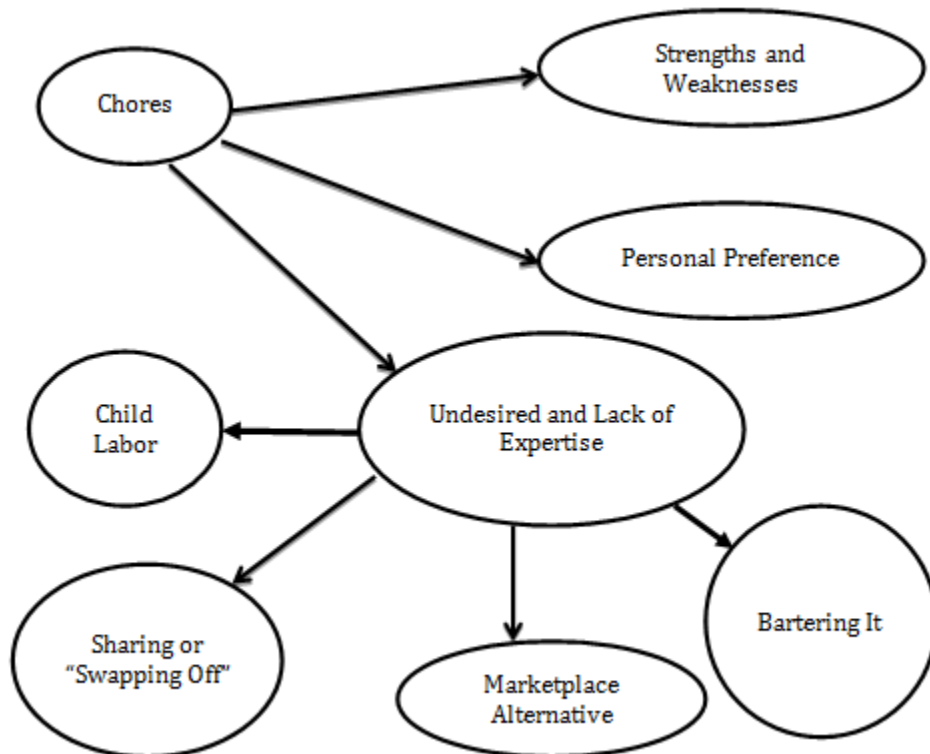 Strengths and
Weaknesses
Chores
Personal Preference
Child
Labor
Undesired and Lack of
Expertise
Sharing or
“Swapping Off”
Marketplace
Alternative
Bartering It